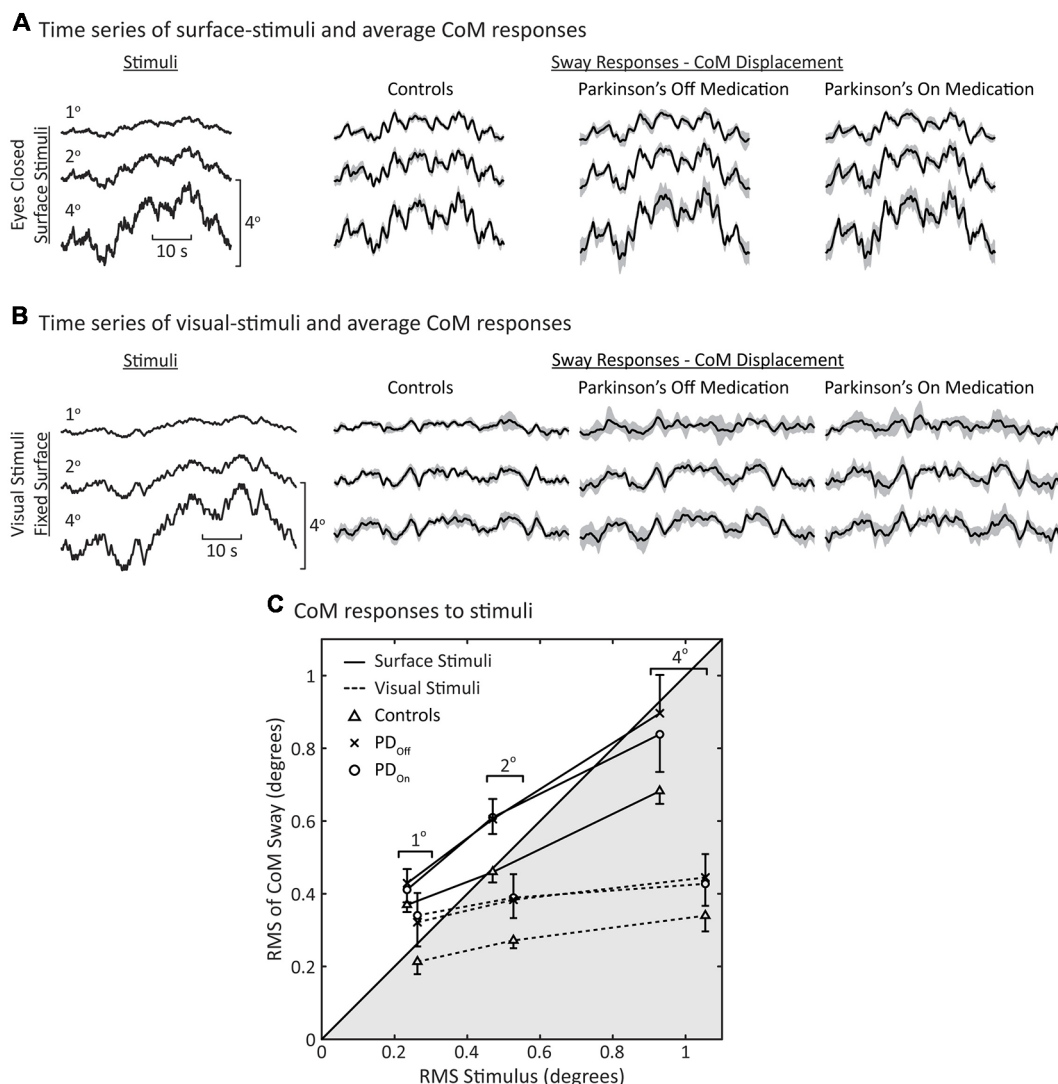 A Time series of surface-stimuli and average CoM responses
Stimuli
Sway Responses - CoM Displacement
Controls
Parkinson's Off Medication
Parkinson's On Medication
Eyes Closed
Surface Stimuli
1°
2°
4°
10 s
4°
B Time series of visual-stimuli and average CoM responses
Stimuli
Sway Responses - CoM Displacement
Controls
Parkinson's Off Medication
Parkinson's On Medication
Visual Stimuli
Fixed Surface
1°
2°
4°
10 s
4°
C CoM responses to stimuli
Surface Stimuli
Visual Stimuli
Controls
PDOff
PDOn
1°
2°
4°
RMS of CoM Sway (degrees)
1
0.8
0.6
0.4
0.2
0
0 0.2 0.4 0.6 0.8 1
RMS Stimulus (degrees)